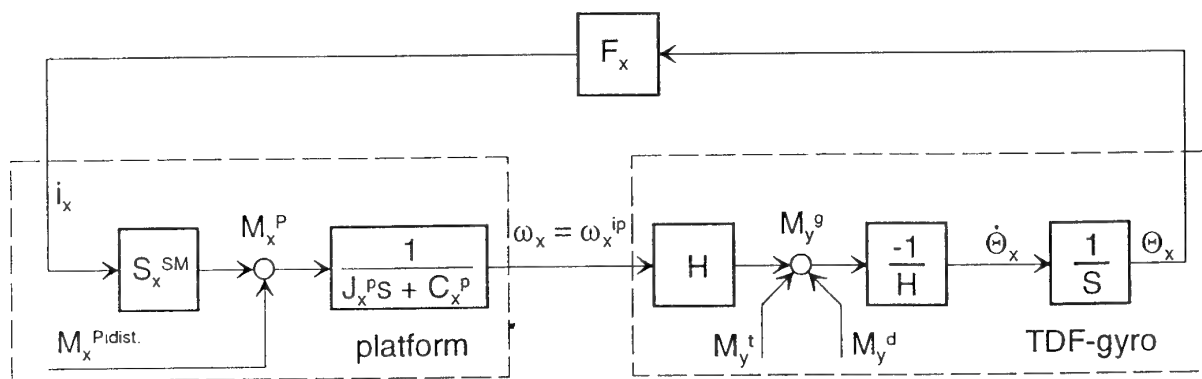 F_x
i_x
M_x^P
ω_x = ω_x^ip
M_y^g
Θ̇_x
Θ_x
S_x^SM
1
J_x^p s + C_x^p
H
-1
H
1
S
M_x^P,dist.
platform
M_y^t
M_y^d
TDF-gyro